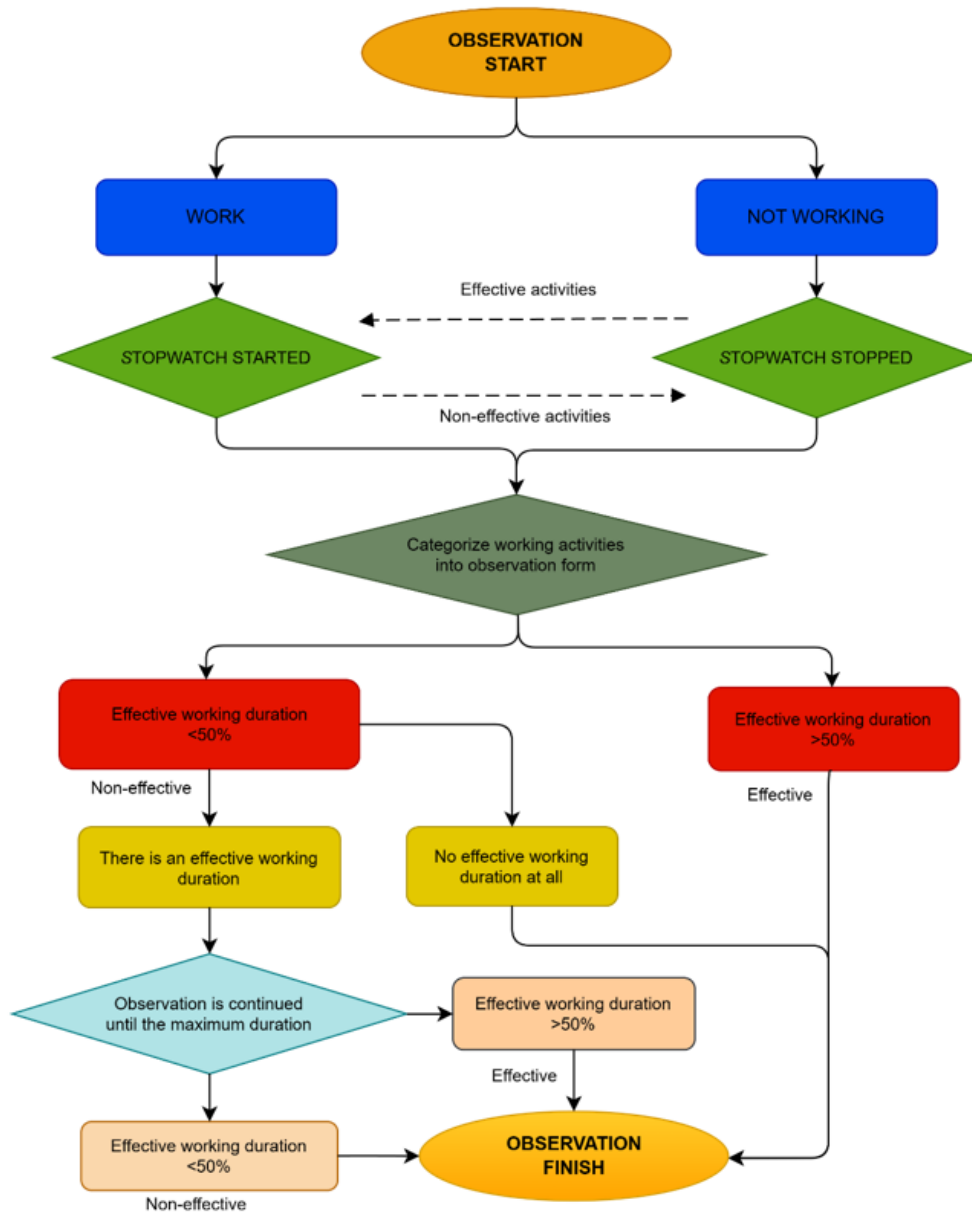 OBSERVATION
START
WORK
NOT WORKING
Effective activities
STOPWATCH STARTED
STOPWATCH STOPPED
Non-effective activities
Categorize working activities
into observation form
Effective working duration
<50%
Effective working duration
>50%
Non-effective
Effective
There is an effective working
duration
No effective working
duration at all
Observation is continued
until the maximum duration
Effective working duration
>50%
Effective
Effective working duration
<50%
OBSERVATION
FINISH
Non-effective